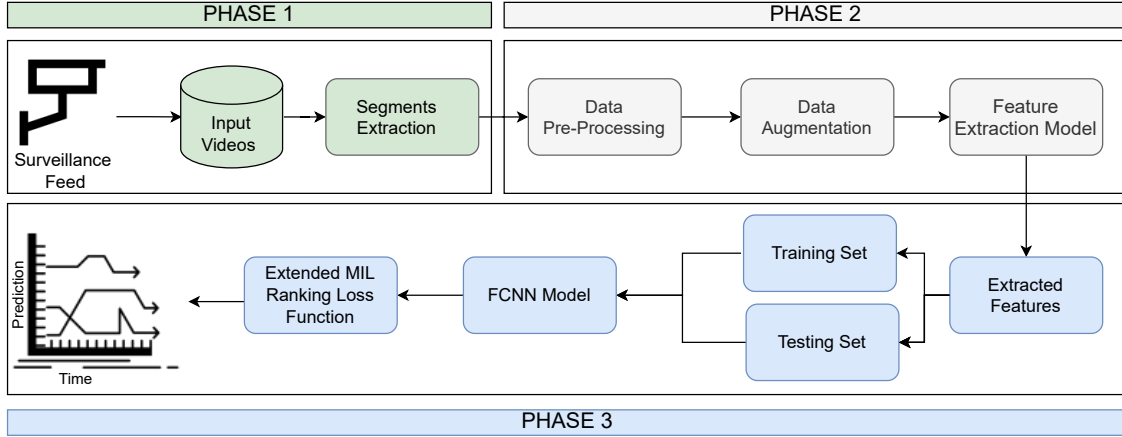 PHASE 1
PHASE 2
Surveillance
Feed
Input
Videos
Segments
Extraction
Data
Pre-Processing
Data
Augmentation
Feature
Extraction Model
Prediction
Time
Extended MIL
Ranking Loss
Function
FCNN Model
Training Set
Testing Set
Extracted
Features
PHASE 3